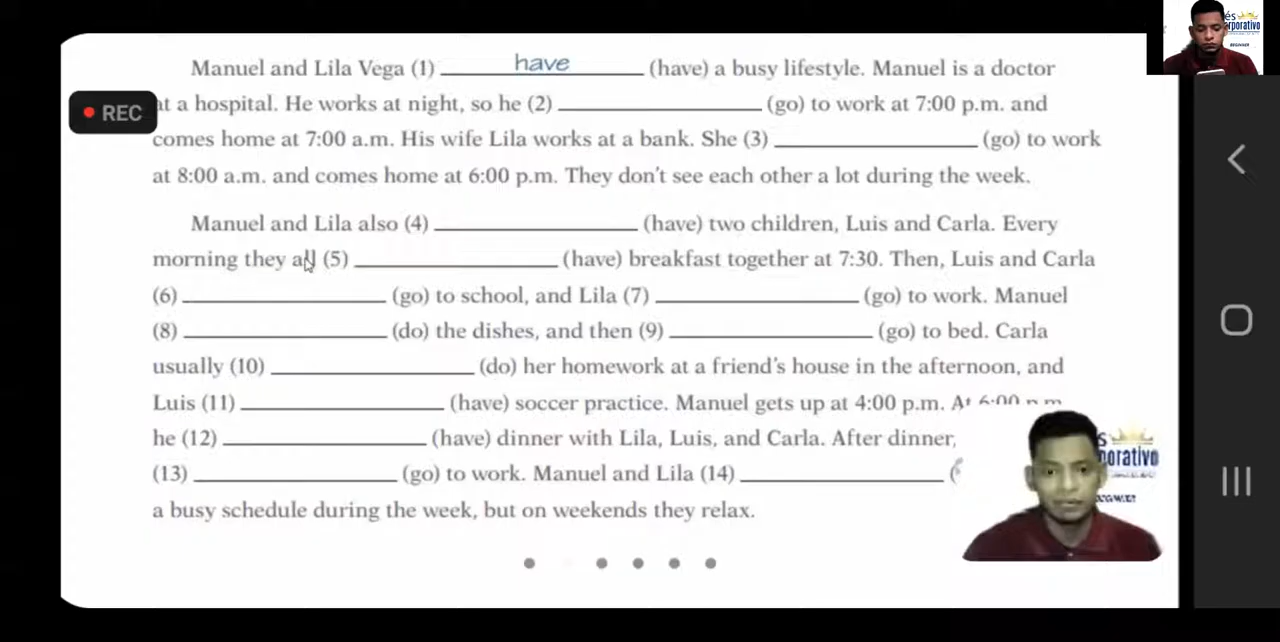 és
orporativo
BEGINNER
Manuel and Lila Vega (1) have (have) a busy lifestyle. Manuel is a doctor
REC
at a hospital. He works at night, so he (2) (go) to work at 7:00 p.m. and
comes home at 7:00 a.m. His wife Lila works at a bank. She (3) (go) to work
at 8:00 a.m. and comes home at 6:00 p.m. They don't see each other a lot during the week.
Manuel and Lila also (4) (have) two children, Luis and Carla. Every
morning they all (5) (have) breakfast together at 7:30. Then, Luis and Carla
(6) (go) to school, and Lila (7) (go) to work. Manuel
(8) (do) the dishes, and then (9) (go) to bed. Carla
usually (10) (do) her homework at a friend's house in the afternoon, and
Luis (11) (have) soccer practice. Manuel gets up at 4:00 p.m. At 6:00 p.m.
he (12) (have) dinner with Lila, Luis, and Carla. After dinner,
(13) (go) to work. Manuel and Lila (14) (
a busy schedule during the week, but on weekends they relax.
s
porativo